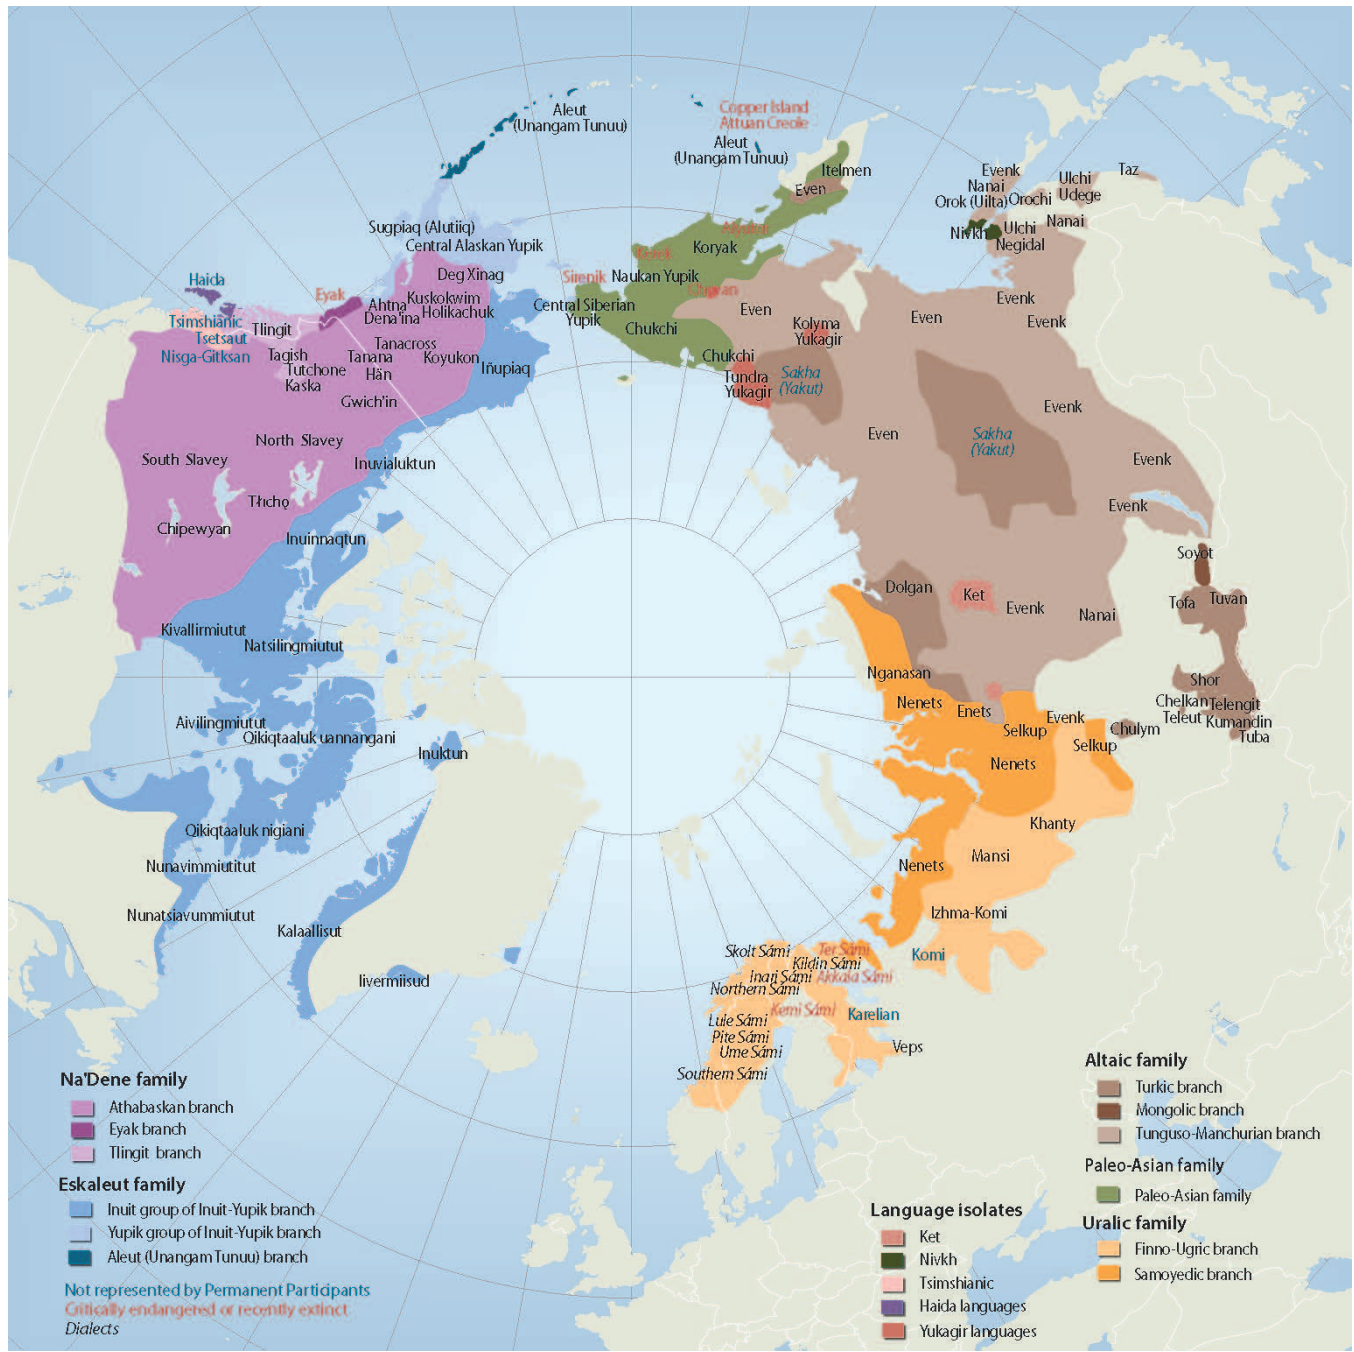 Aleut
(Unangam Tunuu)
Copper Island
Attuan Creole
Aleut
(Unangam Tunuu)
Itelmen
Even
Alyutor
Koryak
Kerek
Naukan Yupik
Chuvan
Sirenik
Central Siberian
Yupik
Chukchi
Chukchi
Evenk
Nanai
Orok (Uilta)
Orochi
Ulchi
Udege
Taz
Nanai
Nivkh
Ulchi
Negidal
Sugpiaq (Alutiiq)
Central Alaskan Yupik
Deg Xinag
Haida
Eyak
Ahtna
Kuskokwim
Dena'ina
Holikachuk
Tsimshianic
Tsetsaut
Nisga-Gitksan
Tlingit
Tagish
Tutchone
Kaska
Tanacross
Tanana
Hän
Koyukon
Iñupiaq
Gwich'in
North Slavey
South Slavey
Inuvialuktun
Tłıchǫ
Chipewyan
Inuinnaqtun
Even
Kolyma
Yukagir
Even
Evenk
Evenk
Tundra
Yukagir
Sakha
(Yakut)
Evenk
Even
Sakha
(Yakut)
Evenk
Evenk
Soyot
Dolgan
Ket
Evenk
Nanai
Tofa
Tuvan
Kivallirmiutut
Natsilingmiutut
Nganasan
Nenets
Enets
Selkup
Evenk
Selkup
Chulym
Shor
Chelkan
Telengit
Teleut
Kumandin
Tuba
Aivilingmiutut
Qikiqtaaluk uannangani
Inuktun
Nenets
Khanty
Qikiqtaaluk nigiani
Nunavimmiutitut
Nenets
Mansi
Nunatsiavummiutut
Kalaallisut
Izhma-Komi
Iivermiisud
Skolt Sámi
Ter Sámi
Kildin Sámi
Komi
Inari Sámi
Akkala Sámi
Northern Sámi
Kemi Sámi
Karelian
Lule Sámi
Pite Sámi
Ume Sámi
Veps
Southern Sámi
Na'Dene family
Athabaskan branch
Eyak branch
Tlingit branch
Eskaleut family
Inuit group of Inuit-Yupik branch
Yupik group of Inuit-Yupik branch
Aleut (Unangam Tunuu) branch
Not represented by Permanent Participants
Critically endangered or recently extinct
Dialects
Language isolates
Ket
Nivkh
Tsimshianic
Haida languages
Yukagir languages
Altaic family
Turkic branch
Mongolic branch
Tunguso-Manchurian branch
Paleo-Asian family
Paleo-Asian family
Uralic family
Finno-Ugric branch
Samoyedic branch